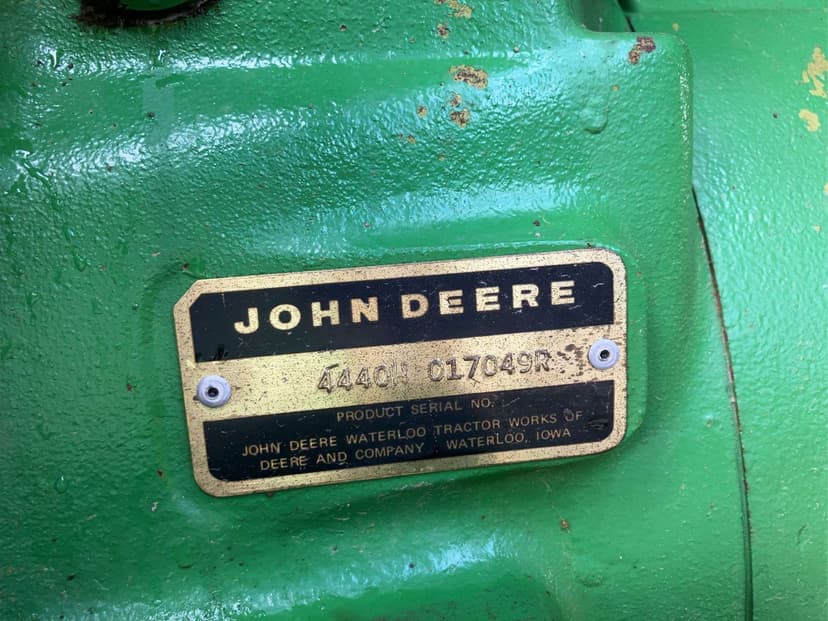 JOHN DEERE
4440H 017049R
PRODUCT SERIAL NO.
JOHN DEERE WATERLOO TRACTOR WORKS OF
DEERE AND COMPANY WATERLOO, IOWA